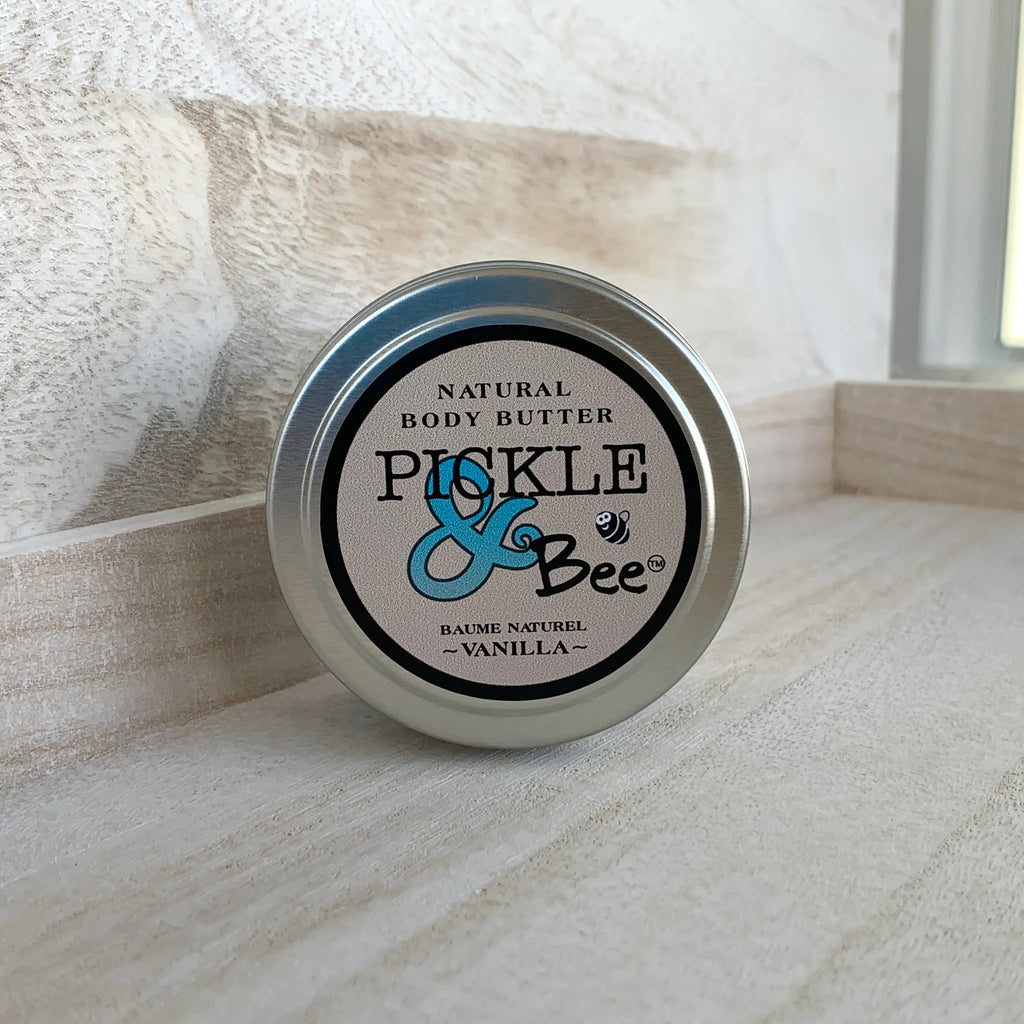 NATURAL
BODY BUTTER
PICKLE
&
Bee™
BAUME NATUREL
~VANILLA~